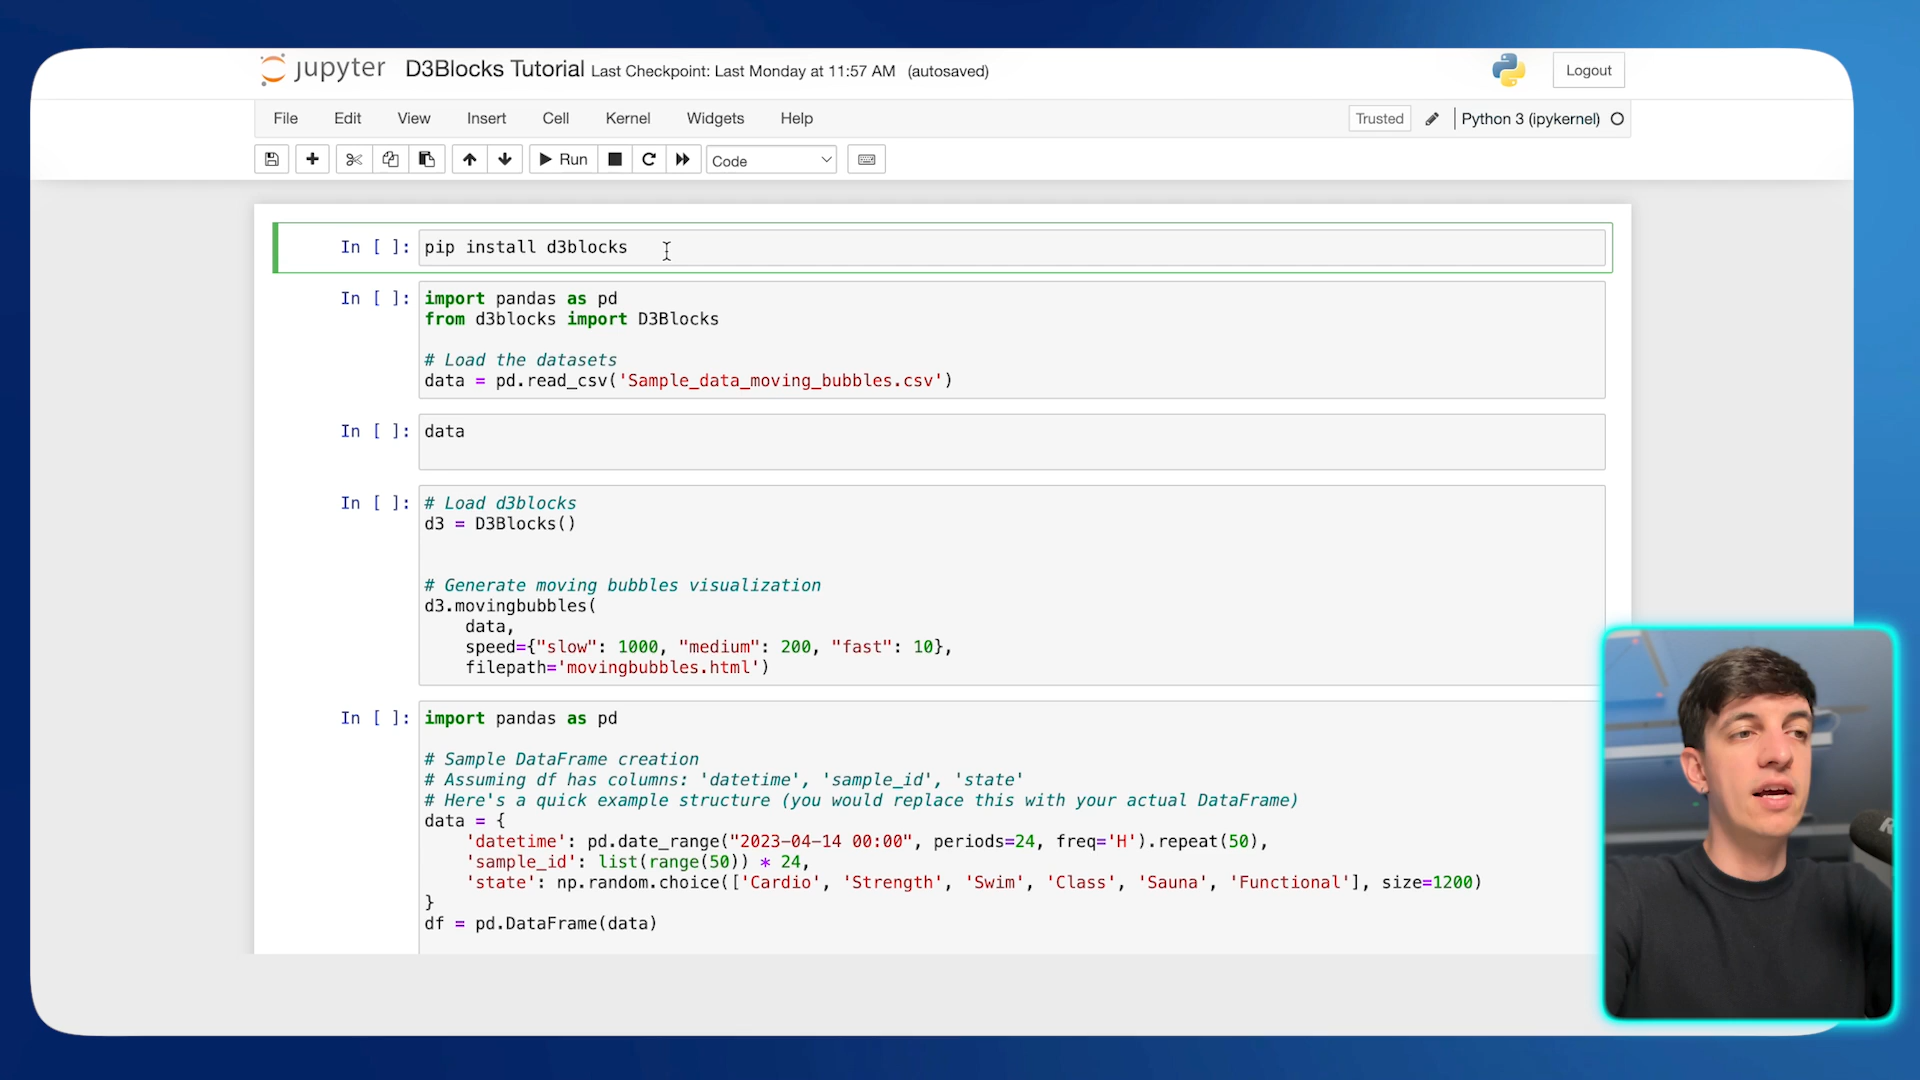 jupyter D3Blocks Tutorial Last Checkpoint: Last Monday at 11:57 AM (autosaved)
Logout
File Edit View Insert Cell Kernel Widgets Help
Trusted Python 3 (ipykernel)
Run Code
In [ ]: pip install d3blocks
In [ ]: import pandas as pd
from d3blocks import D3Blocks
# Load the datasets
data = pd.read_csv('Sample_data_moving_bubbles.csv')
In [ ]: data
In [ ]: # Load d3blocks
d3 = D3Blocks()
# Generate moving bubbles visualization
d3.movingbubbles(
data,
speed={"slow": 1000, "medium": 200, "fast": 10},
filepath='movingbubbles.html')
In [ ]: import pandas as pd
# Sample DataFrame creation
# Assuming df has columns: 'datetime', 'sample_id', 'state'
# Here's a quick example structure (you would replace this with your actual DataFrame)
data = {
'datetime': pd.date_range("2023-04-14 00:00", periods=24, freq='H').repeat(50),
'sample_id': list(range(50)) * 24,
'state': np.random.choice(['Cardio', 'Strength', 'Swim', 'Class', 'Sauna', 'Functional'], size=1200)
}
df = pd.DataFrame(data)